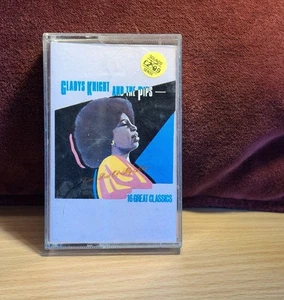 GLADYS KNIGHT AND THE PIPS
16 GREAT CLASSICS